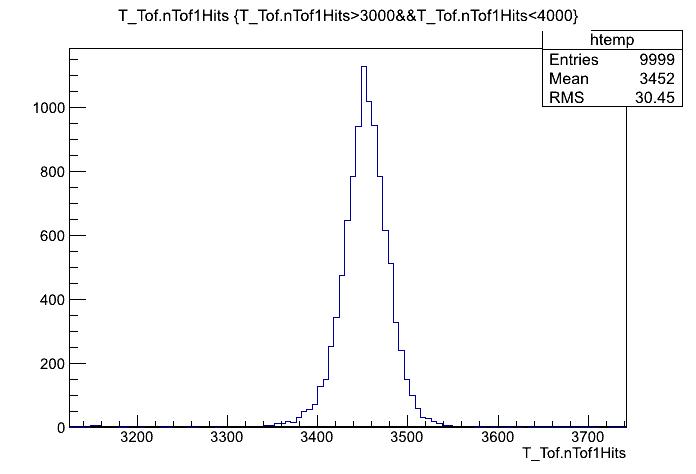 T_Tof.nTof1Hits {T_Tof.nTof1Hits>3000&&T_Tof.nTof1Hits<4000}
htemp
Entries 9999
Mean 3452
RMS 30.45
1000
800
600
400
200
0
3200 3300 3400 3500 3600 3700
T_Tof.nTof1Hits